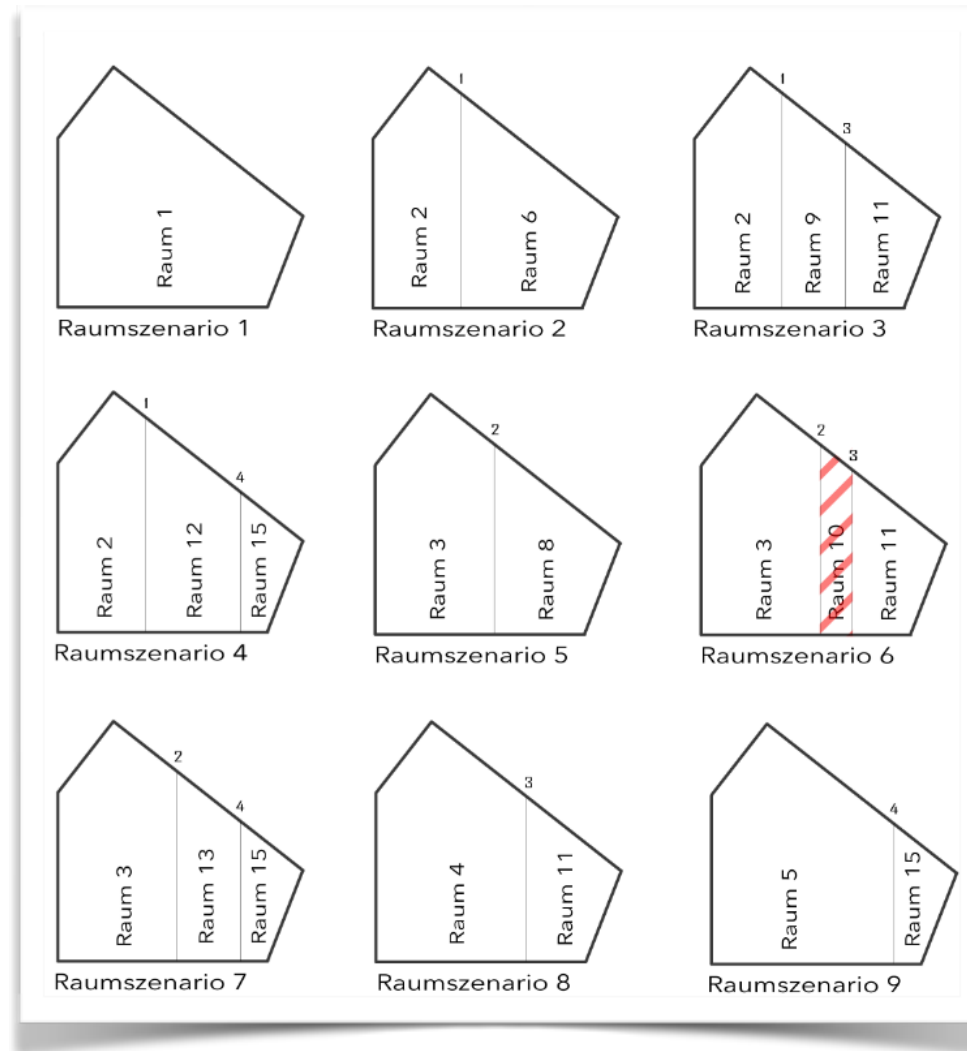 Raum 1
Raumszenario 1
1
Raum 2
Raum 6
Raumszenario 2
1
3
Raum 2
Raum 9
Raum 11
Raumszenario 3
1
4
Raum 2
Raum 12
Raum 15
Raumszenario 4
2
Raum 3
Raum 8
Raumszenario 5
2
3
Raum 3
Raum 10
Raum 11
Raumszenario 6
2
4
Raum 3
Raum 13
Raum 15
Raumszenario 7
3
Raum 4
Raum 11
Raumszenario 8
4
Raum 5
Raum 15
Raumszenario 9